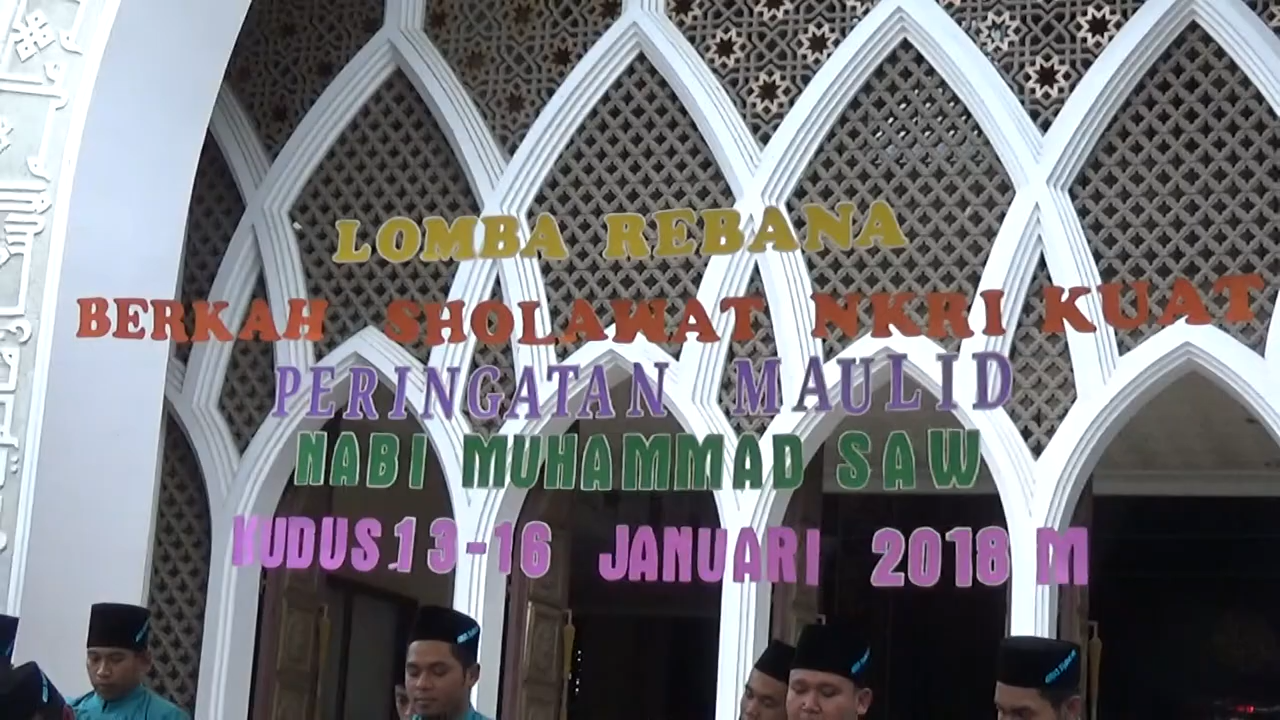 LOMBA REBANA
BERKAH SHOLAWAT NKRI KUAT
PERINGATAN MAULID
NABI MUHAMMAD SAW
KUDUS 13-16 JANUARI 2018 M